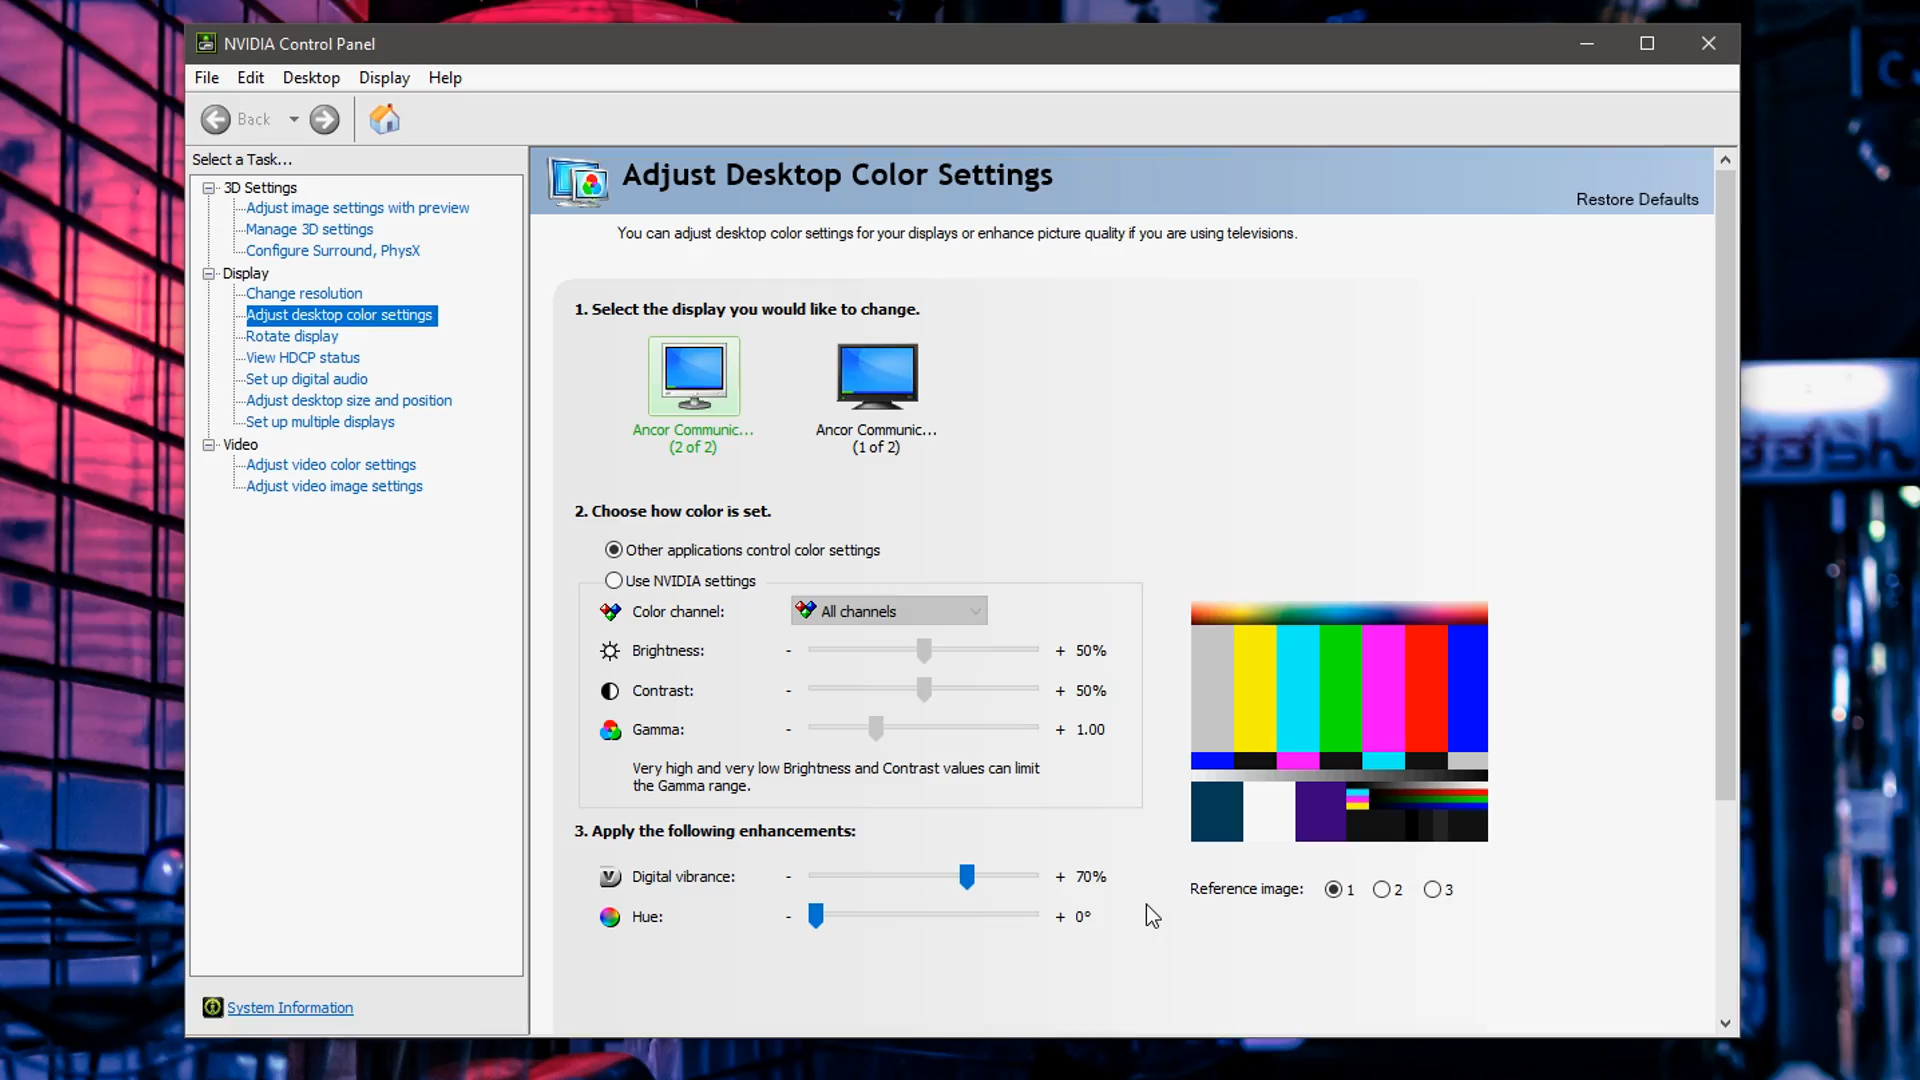 NVIDIA Control Panel
File Edit Desktop Display Help
Back
Select a Task...
3D Settings
Adjust image settings with preview
Manage 3D settings
Configure Surround, PhysX
Display
Change resolution
Adjust desktop color settings
Rotate display
View HDCP status
Set up digital audio
Adjust desktop size and position
Set up multiple displays
Video
Adjust video color settings
Adjust video image settings
System Information
Adjust Desktop Color Settings
Restore Defaults
You can adjust desktop color settings for your displays or enhance picture quality if you are using televisions.
1. Select the display you would like to change.
Ancor Communic...
(2 of 2)
Ancor Communic...
(1 of 2)
2. Choose how color is set.
Other applications control color settings
Use NVIDIA settings
Color channel: All channels
Brightness: - + 50%
Contrast: - + 50%
Gamma: - + 1.00
Very high and very low Brightness and Contrast values can limit
the Gamma range.
3. Apply the following enhancements:
Digital vibrance: - + 70%
Hue: - + 0°
Reference image: 1 2 3